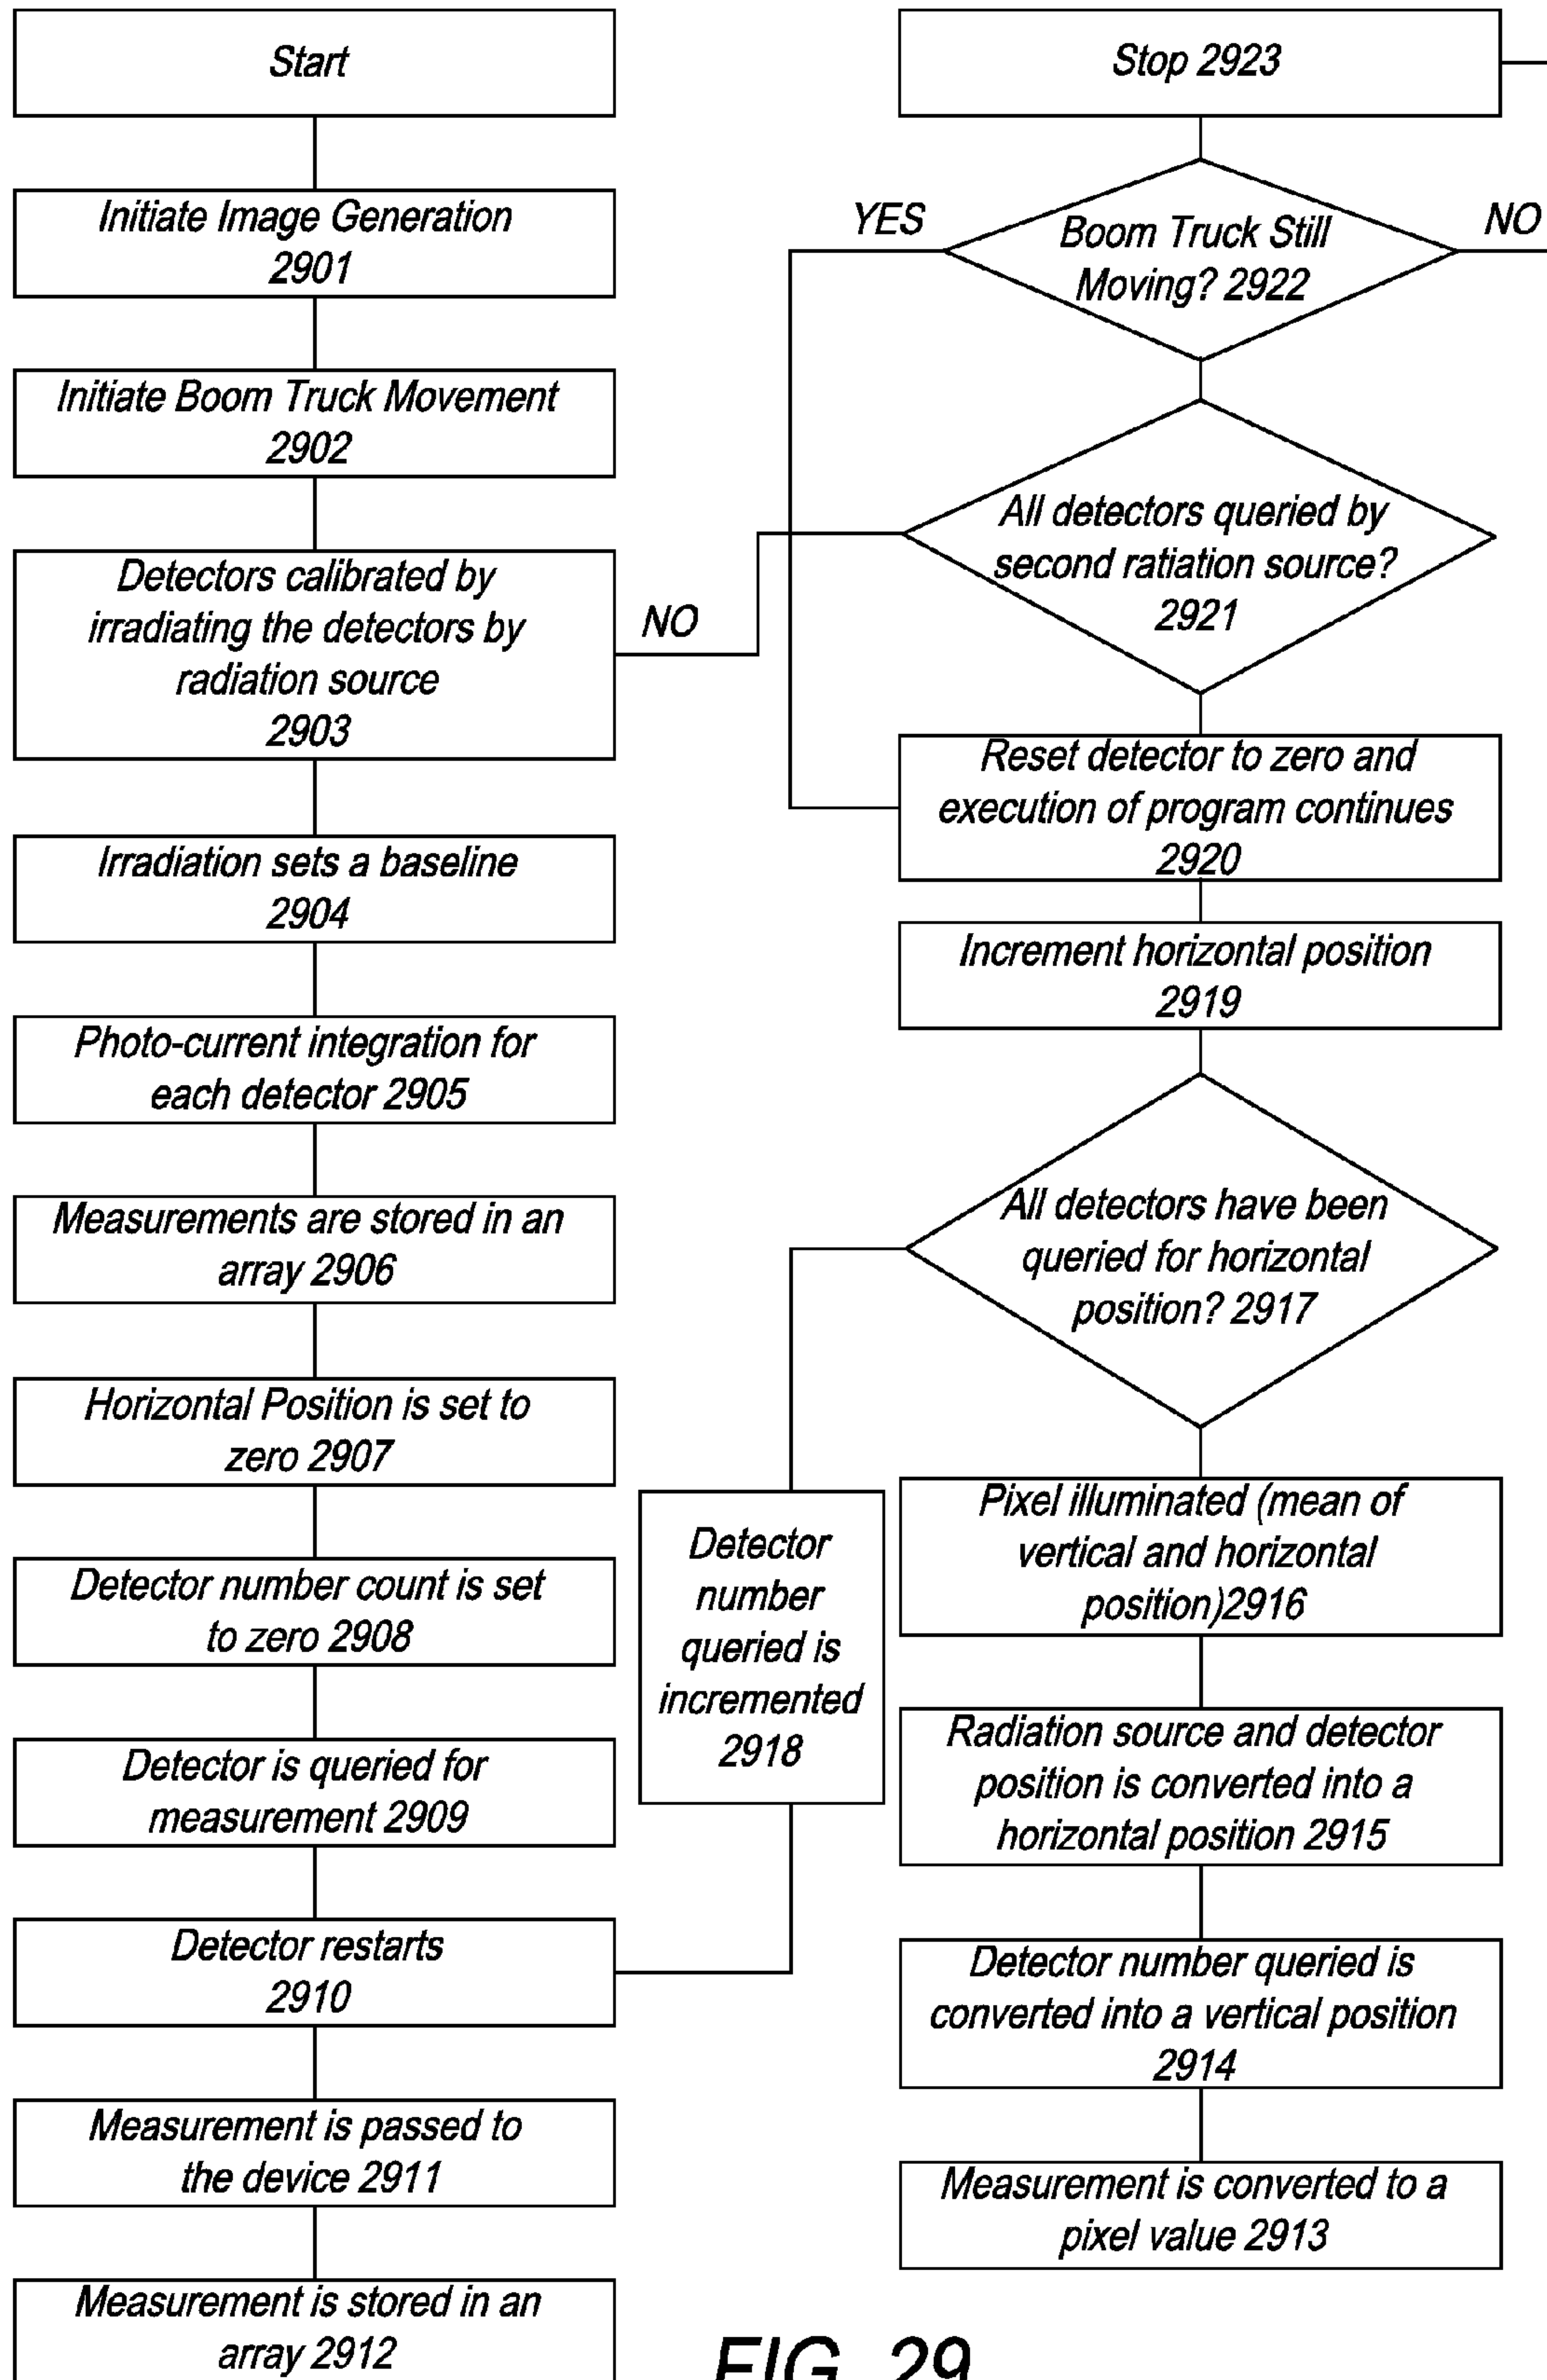 Start
Initiate Image Generation
2901
Initiate Boom Truck Movement
2902
Detectors calibrated by
irradiating the detectors by
radiation source
2903
NO
Irradiation sets a baseline
2904
Photo-current integration for
each detector 2905
Measurements are stored in an
array 2906
Horizontal Position is set to
zero 2907
Detector number count is set
to zero 2908
Detector is queried for
measurement 2909
Detector restarts
2910
Measurement is passed to
the device 2911
Measurement is stored in an
array 2912
Detector
number
queried is
incremented
2918
Stop 2923
YES
Boom Truck Still
Moving? 2922
NO
All detectors queried by
second ratiation source?
2921
Reset detector to zero and
execution of program continues
2920
Increment horizontal position
2919
All detectors have been
queried for horizontal
position? 2917
Pixel illuminated (mean of
vertical and horizontal
position)2916
Radiation source and detector
position is converted into a
horizontal position 2915
Detector number queried is
converted into a vertical position
2914
Measurement is converted to a
pixel value 2913
FIG. 29